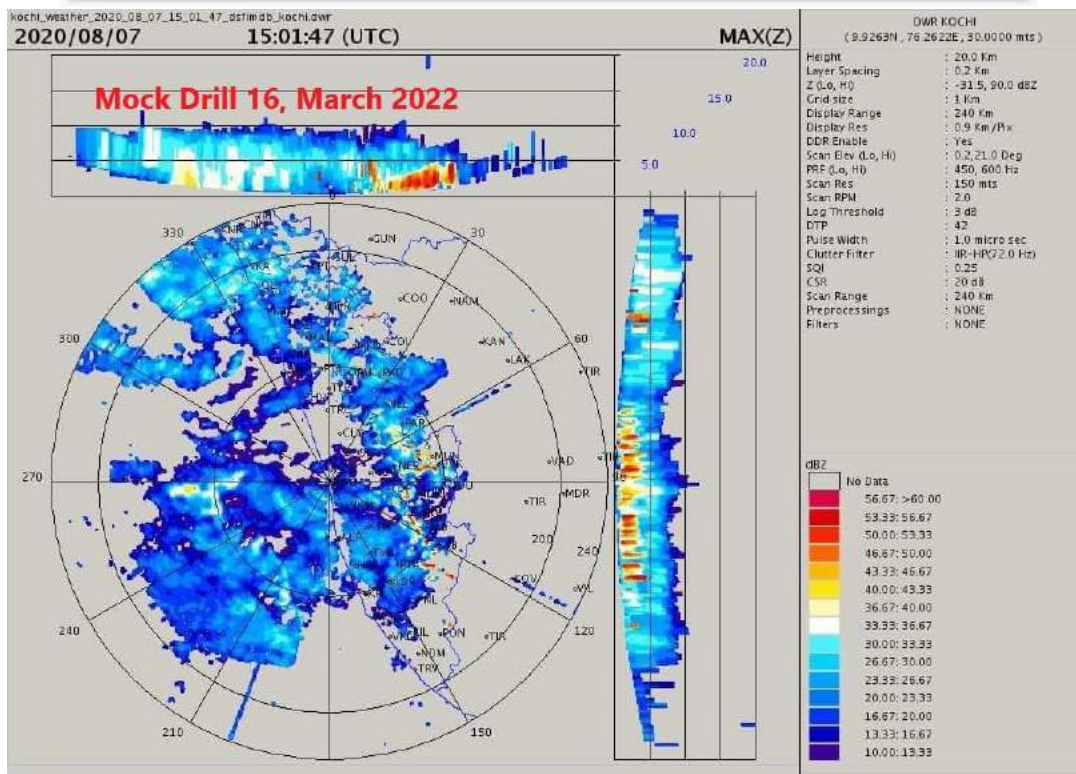 kochi_weather_2020_08_07_15_01_47_dsfimdb_kochi.dwr
2020/08/07 15:01:47 (UTC) MAX(Z)
20.0
15.0
10.0
5.0
Mock Drill 16, March 2022
0
330
30
GUN
SUL
COO
NAM
300
60
KAN
LAK
TIR
CLY
MUN
VAD
270
90
MDR
TIR
200
240
KOV
240
120
PON
TIR
NDM
TRV
210
150
DWR KOCHI
( 9.9263N , 76.2622E , 30.0000 mts )
Height : 20.0 Km
Layer Spacing : 0.2 Km
Z (Lo, Hi) : -31.5, 90.0 dBZ
Grid size : 1 Km
Display Range : 240 Km
Display Res : 0.9 Km/Pix
DDR Enable : Yes
Scan Elev (Lo, Hi) : 0.2,21.0 Deg
PRF (Lo, Hi) : 450, 600 Hz
Scan Res : 150 mts
Scan RPM : 2.0
Log Threshold : 3 dB
DTP : 42
Pulse Width : 1.0 micro sec
Clutter Filter : IIR-HP(72.0 Hz)
SQI : 0.25
CSR : 20 dB
Scan Range : 240 Km
Preprocessings : NONE
Filters : NONE
dBZ
No Data
56.67: >60.00
53.33: 56.67
50.00: 53.33
46.67: 50.00
43.33: 46.67
40.00: 43.33
36.67: 40.00
33.33: 36.67
30.00: 33.33
26.67: 30.00
23.33: 26.67
20.00: 23.33
16.67: 20.00
13.33: 16.67
10.00: 13.33